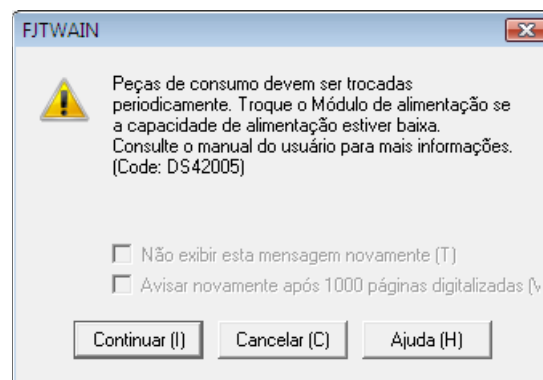 FJTWAIN
Peças de consumo devem ser trocadas
periodicamente. Troque o Módulo de alimentação se
a capacidade de alimentação estiver baixa.
Consulte o manual do usuário para mais informações.
(Code: DS42005)
Não exibir esta mensagem novamente (T)
Avisar novamente após 1000 páginas digitalizadas (
Continuar (I) Cancelar (C) Ajuda (H)